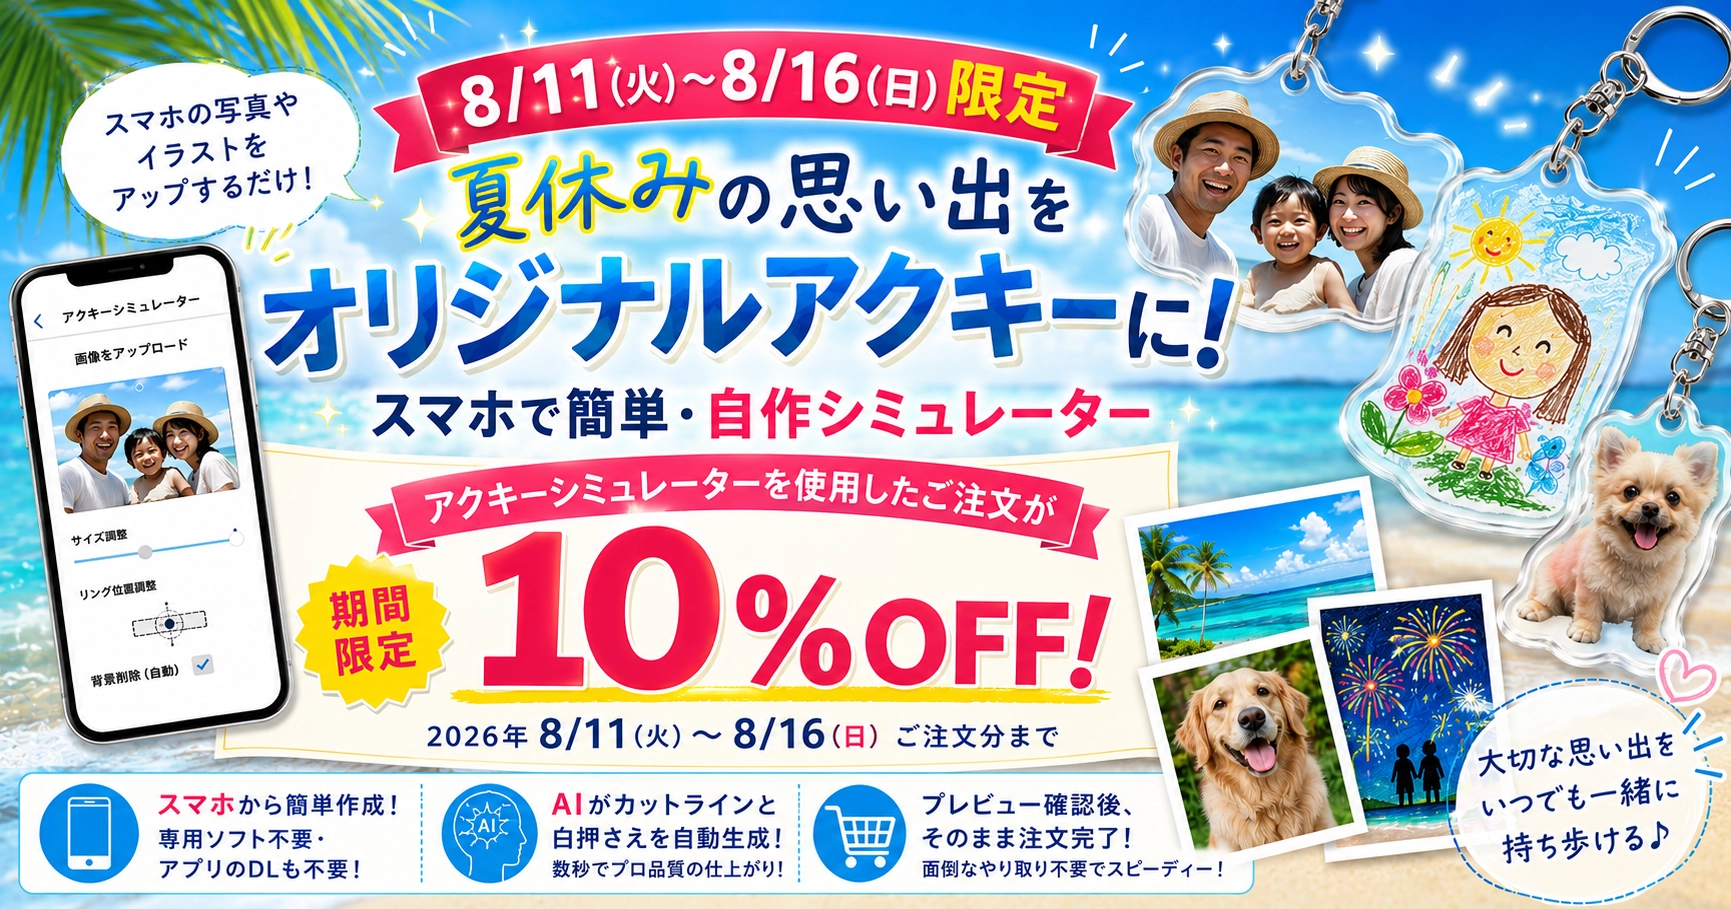 8/11(火)～8/16(日)限定
スマホの写真や
イラストを
アップするだけ!
夏休みの思い出を
オリジナルアクキーに!
スマホで簡単・自作シミュレーター
アクキーシミュレーター
画像をアップロード
サイズ調整
リング位置調整
背景削除(自動)
アクキーシミュレーターを使用したご注文が
期間
限定
10%OFF!
2026年 8/11(火)～8/16(日) ご注文分まで
スマホから簡単作成!
専用ソフト不要・
アプリのDLも不要!
AI
AIがカットラインと
白押さえを自動生成!
数秒でプロ品質の仕上がり!
プレビュー確認後、
そのまま注文完了!
面倒なやり取り不要でスピーディー!
大切な思い出を
いつでも一緒に
持ち歩ける♪